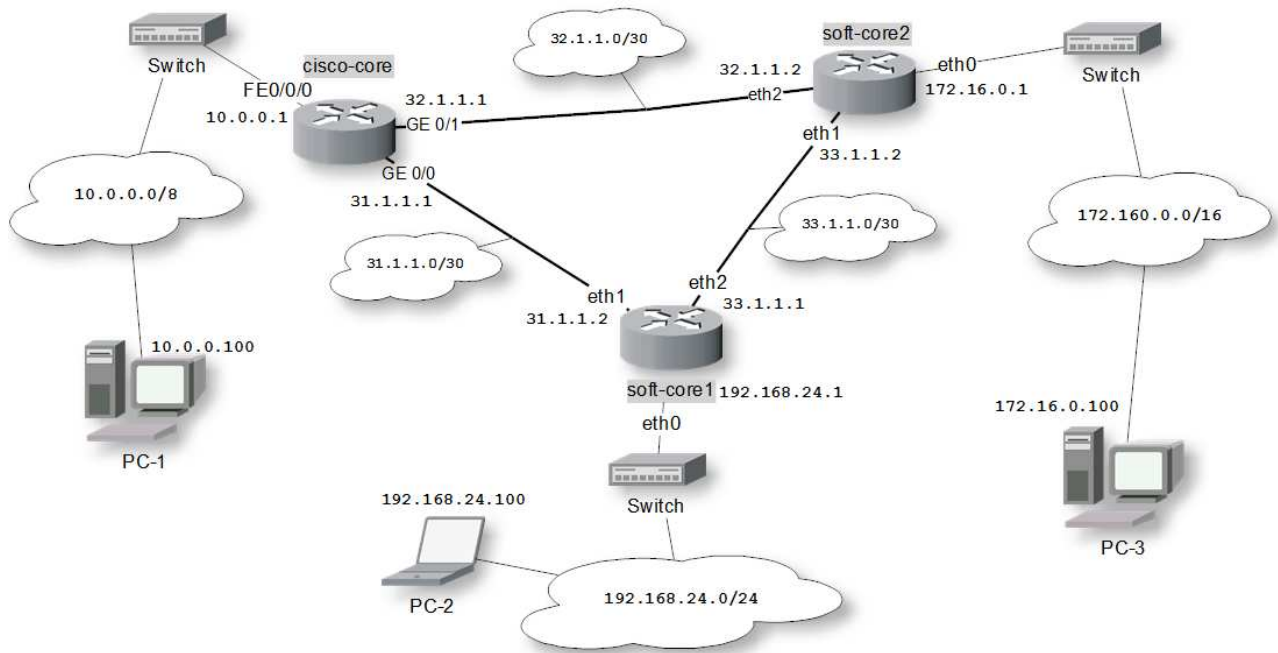 32.1.1.0/30
soft-core2
Switch
cisco-core
32.1.1.2
eth0
Switch
FE0/0/0
32.1.1.1
eth2
172.16.0.1
10.0.0.1
GE 0/1
eth1
33.1.1.2
GE 0/0
10.0.0.0/8
31.1.1.1
172.160.0.0/16
33.1.1.0/30
31.1.1.0/30
eth2
eth1
33.1.1.1
31.1.1.2
10.0.0.100
soft-core1
192.168.24.1
172.16.0.100
eth0
PC-1
192.168.24.100
Switch
PC-3
PC-2
192.168.24.0/24